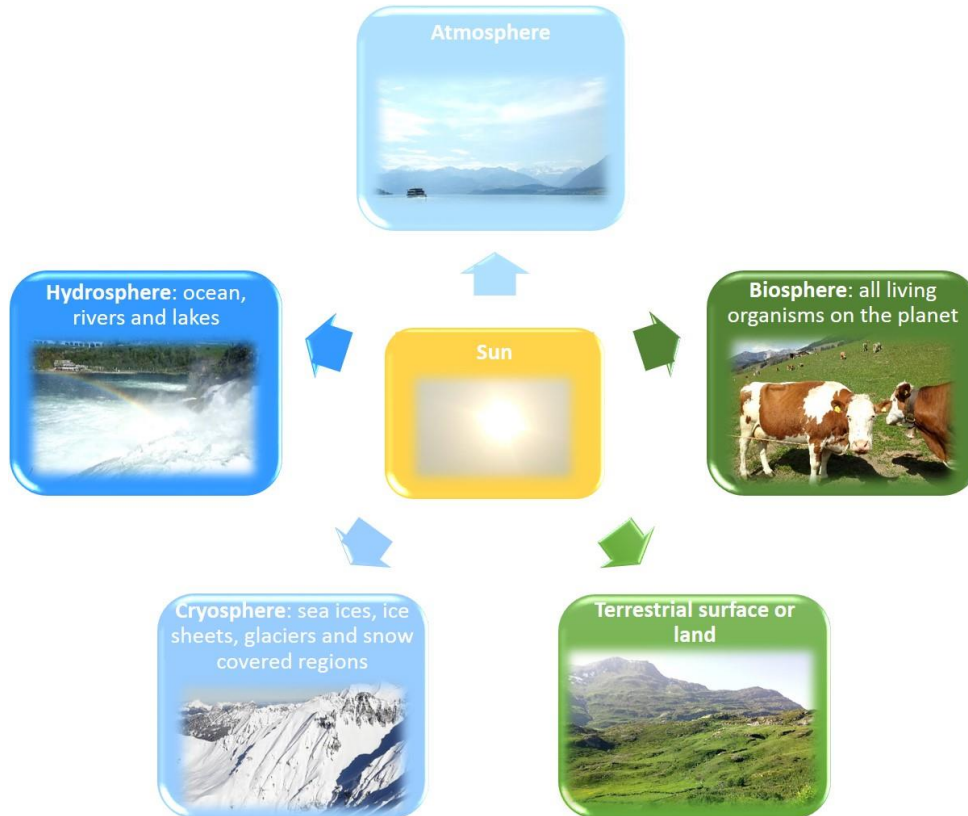 Atmosphere
Hydrosphere: ocean,
rivers and lakes
Sun
Biosphere: all living
organisms on the planet
Cryosphere: sea ices, ice
sheets, glaciers and snow
covered regions
Terrestrial surface or
land